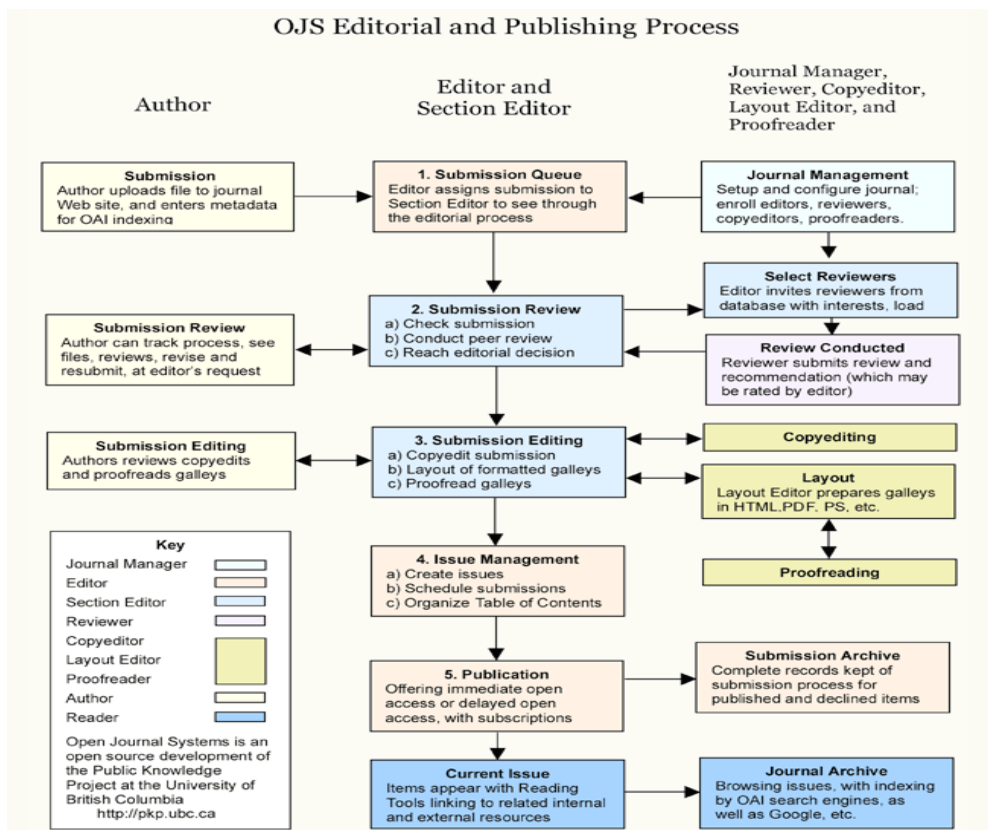 OJS Editorial and Publishing Process
Author
Editor and
Section Editor
Journal Manager,
Reviewer, Copyeditor,
Layout Editor, and
Proofreader
Submission
Author uploads file to journal
Web site, and enters metadata
for OAI indexing
1. Submission Queue
Editor assigns submission to
Section Editor to see through
the editorial process
Journal Management
Setup and configure journal;
enroll editors, reviewers,
copyeditors, proofreaders.
Select Reviewers
Editor invites reviewers from
database with interests, load
2. Submission Review
a) Check submission
b) Conduct peer review
c) Reach editorial decision
Submission Review
Author can track process, see
files, reviews, revise and
resubmit, at editor's request
Review Conducted
Reviewer submits review and
recommendation (which may
be rated by editor)
Submission Editing
Authors reviews copyedits
and proofreads galleys
3. Submission Editing
a) Copyedit submission
b) Layout of formatted galleys
c) Proofread galleys
Copyediting
Layout
Layout Editor prepares galleys
in HTML,PDF, PS, etc.
Proofreading
4. Issue Management
a) Create issues
b) Schedule submissions
c) Organize Table of Contents
5. Publication
Offering immediate open
access or delayed open
access, with subscriptions
Submission Archive
Complete records kept of
submission process for
published and declined items
Current Issue
Items appear with Reading
Tools linking to related internal
and external resources
Journal Archive
Browsing issues, with indexing
by OAI search engines, as
well as Google, etc.
Key
Journal Manager
Editor
Section Editor
Reviewer
Copyeditor
Layout Editor
Proofreader
Author
Reader
Open Journal Systems is an
open source development of
the Public Knowledge
Project at the University of
British Columbia
http://pkp.ubc.ca